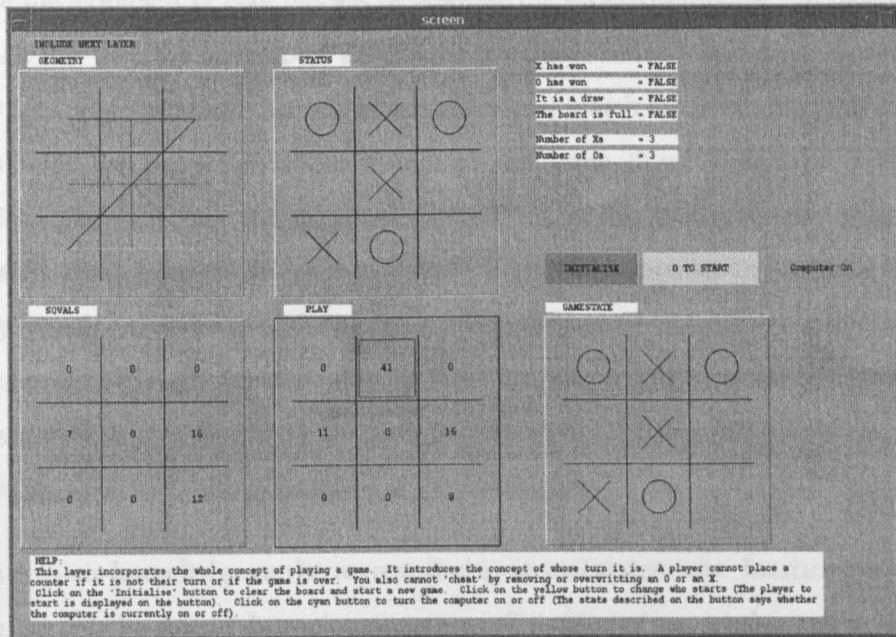 screen
INCLUDE NEXT LAYER
GEOMETRY
STATUS
X has won = FALSE
O has won = FALSE
It is a draw = FALSE
The board is full = FALSE
Number of Xs = 3
Number of Os = 3
O X O
X
X O
INITIALISE
O TO START
Computer On
SQVALS
PLAY
GAMESTATE
0 0 0
7 0 16
0 0 12
0 41 0
11 0 16
0 0 8
O X O
X
X O
HELP:
This layer incorporates the whole concept of playing a game. It introduces the concept of whose turn it is. A player cannot place a
counter if it is not their turn or if the game is over. You also cannot 'cheat' by removing or overwritting an O or an X.
Click on the 'Initialise' button to clear the board and start a new game. Click on the yellow button to change who starts (The player to
start is displayed on the button). Click on the cyan button to turn the computer on or off (The state described on the button says whether
the computer is currently on or off).